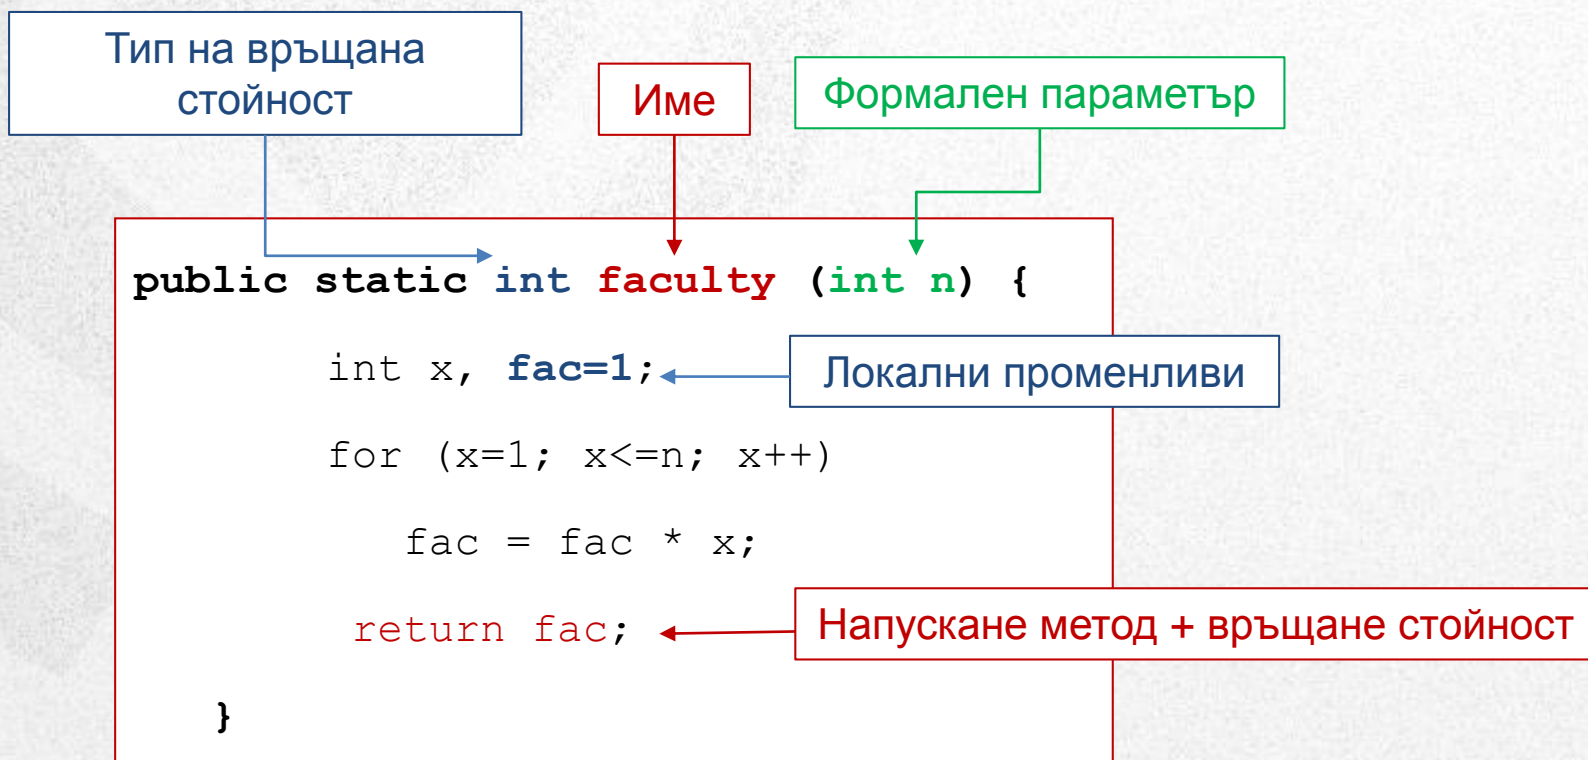 Тип на връщана
стойност
Име
Формален параметър
public static int faculty (int n) {
int x, fac=1;
Локални променливи
for (x=1; x<=n; x++)
fac = fac * x;
return fac;
Напускане метод + връщане стойност
}